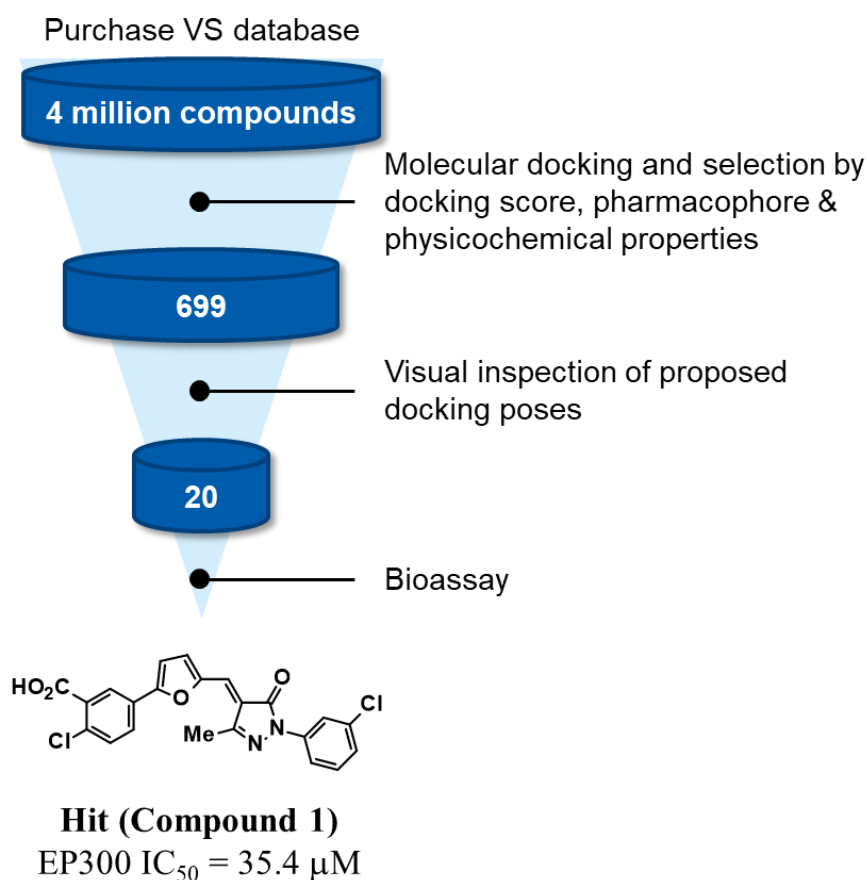 Purchase VS database
4 million compounds
Molecular docking and selection by
docking score, pharmacophore &
physicochemical properties
699
Visual inspection of proposed
docking poses
20
Bioassay
HO₂C
Cl
O
Me
O
N
N
Cl
Hit (Compound 1)
EP300 IC₅₀ = 35.4 μM